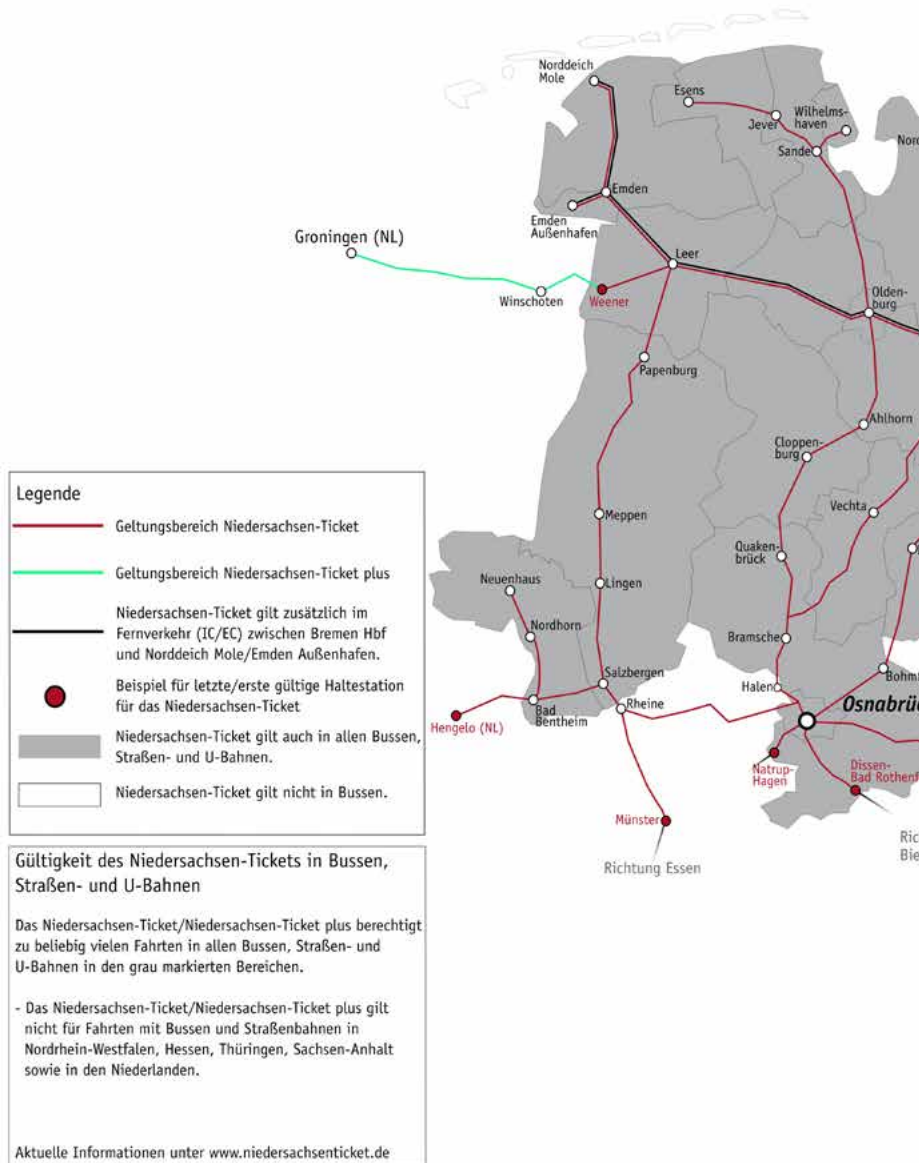 Norddeich
Mole
Esens
Jever
Wilhelms-
haven
Sande
Nord
Emden
Emden
Außenhafen
Groningen (NL)
Leer
Winschoten
Weener
Olden-
burg
Papenburg
Ahlhorn
Cloppen-
burg
Vechta
Meppen
Quaken-
brück
Neuenhaus
Lingen
Nordhorn
Bramsche
Salzbergen
Halen
Bohm
Rheine
Osnabrüc
Hengelo (NL)
Bad
Bentheim
Natrup-
Hagen
Dissen-
Bad Rothenf
Münster
Richtung Essen
Ric
Bie
Legende
Geltungsbereich Niedersachsen-Ticket
Geltungsbereich Niedersachsen-Ticket plus
Niedersachsen-Ticket gilt zusätzlich im
Fernverkehr (IC/EC) zwischen Bremen Hbf
und Norddeich Mole/Emden Außenhafen.
Beispiel für letzte/erste gültige Haltestation
für das Niedersachsen-Ticket
Niedersachsen-Ticket gilt auch in allen Bussen,
Straßen- und U-Bahnen.
Niedersachsen-Ticket gilt nicht in Bussen.
Gültigkeit des Niedersachsen-Tickets in Bussen,
Straßen- und U-Bahnen
Das Niedersachsen-Ticket/Niedersachsen-Ticket plus berechtigt
zu beliebig vielen Fahrten in allen Bussen, Straßen- und
U-Bahnen in den grau markierten Bereichen.
- Das Niedersachsen-Ticket/Niedersachsen-Ticket plus gilt
nicht für Fahrten mit Bussen und Straßenbahnen in
Nordrhein-Westfalen, Hessen, Thüringen, Sachsen-Anhalt
sowie in den Niederlanden.
Aktuelle Informationen unter www.niedersachsenticket.de